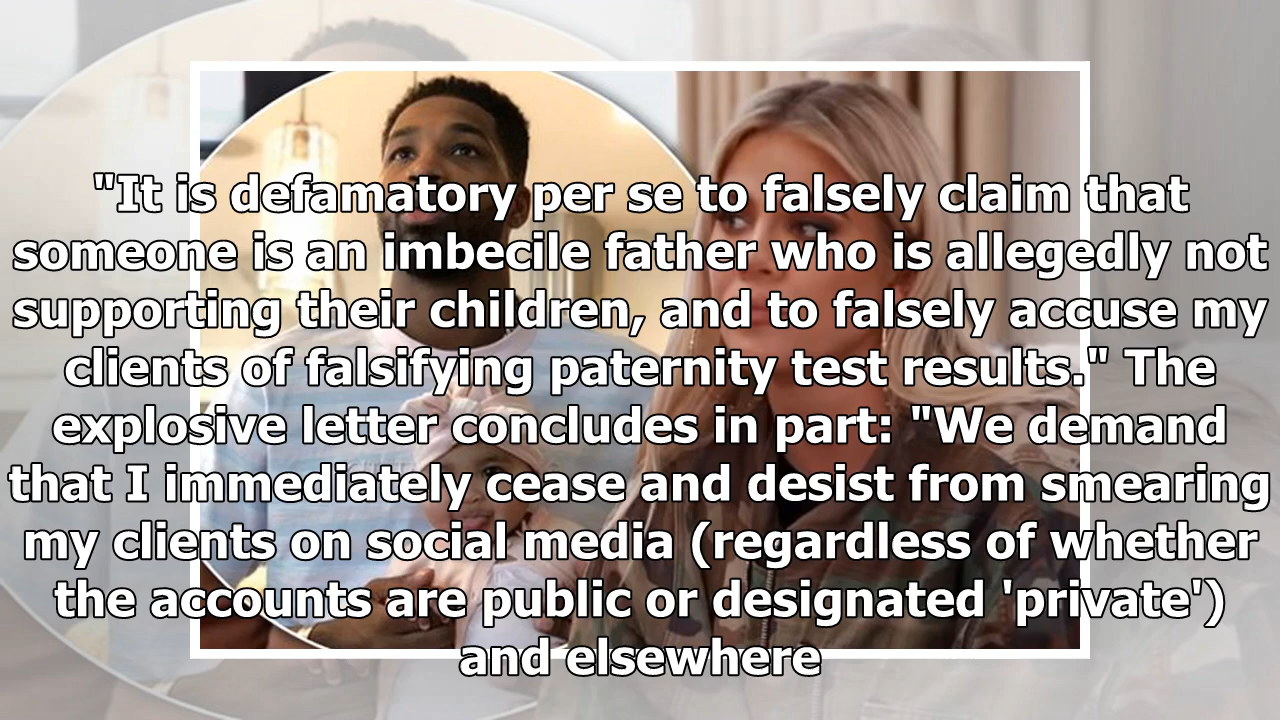 "It is defamatory per se to falsely claim that
someone is an imbecile father who is allegedly not
supporting their children, and to falsely accuse my
clients of falsifying paternity test results." The
explosive letter concludes in part: "We demand
that I immediately cease and desist from smearing
my clients on social media (regardless of whether
the accounts are public or designated 'private')
and elsewhere